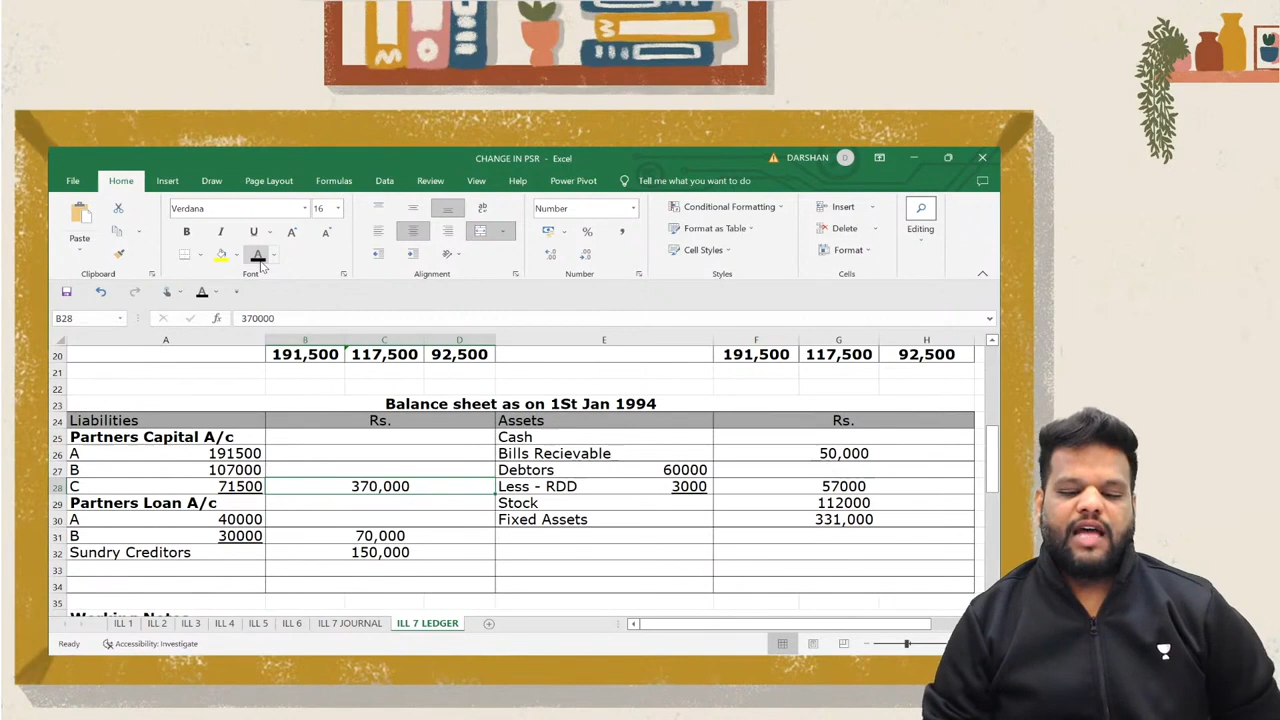 CHANGE IN PSR - Excel
DARSHAN D
File Home Insert Draw Page Layout Formulas Data Review View Help Power Pivot Tell me what you want to do
Paste
Clipboard
Verdana 16
B I U A A
A
Font
ab
Alignment
Number
% ,
Number
Conditional Formatting
Format as Table
Cell Styles
Styles
Insert
Delete
Format
Cells
Editing
A
B28 fx 370000
A B C D E F G H
20 191,500 117,500 92,500 191,500 117,500 92,500
21
22
23 Balance sheet as on 1St Jan 1994
24 Liabilities Rs. Assets Rs.
25 Partners Capital A/c Cash
26 A 191500 Bills Recievable 50,000
27 B 107000 Debtors 60000
28 C 71500 370,000 Less - RDD 3000 57000
29 Partners Loan A/c Stock 112000
30 A 40000 Fixed Assets 331,000
31 B 30000 70,000
32 Sundry Creditors 150,000
33
34
35 Working Notes
ILL 1 ILL 2 ILL 3 ILL 4 ILL 5 ILL 6 ILL 7 JOURNAL ILL 7 LEDGER
Ready Accessibility: Investigate